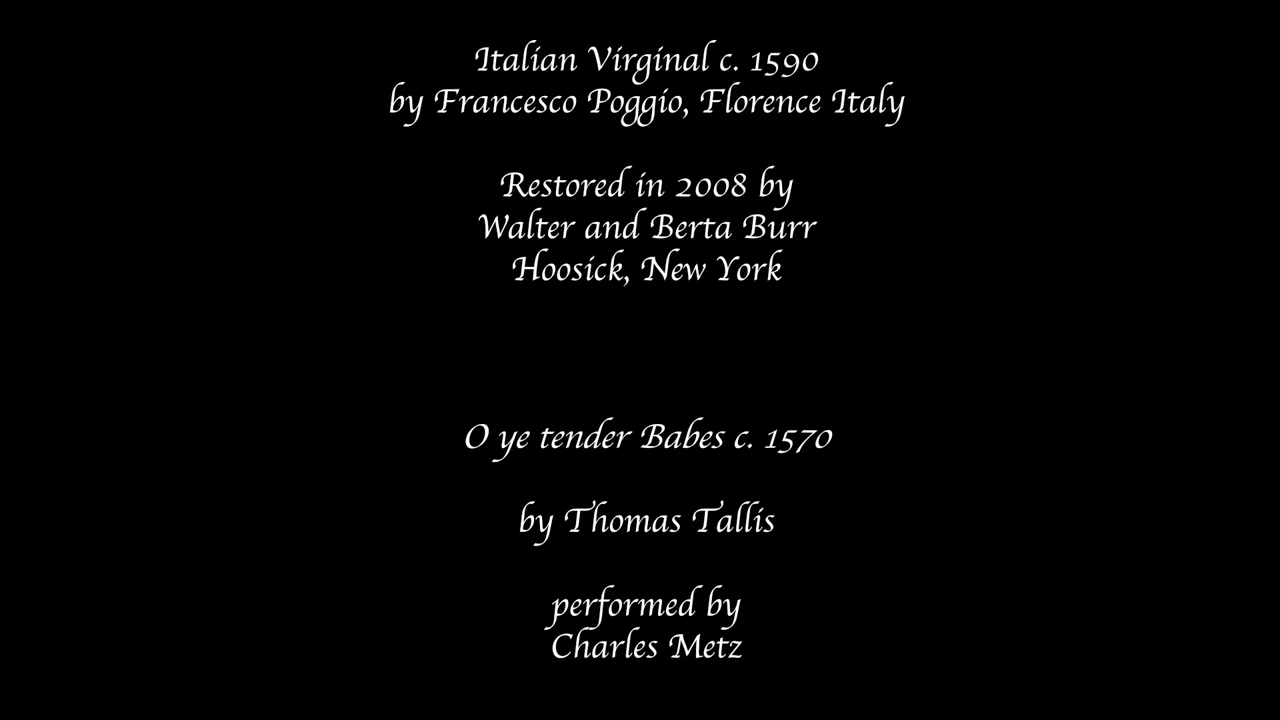 Italian Virginal c. 1590
by Francesco Poggio, Florence Italy
Restored in 2008 by
Walter and Berta Burr
Hoosick, New York
O ye tender Babes c. 1570
by Thomas Tallis
performed by
Charles Metz